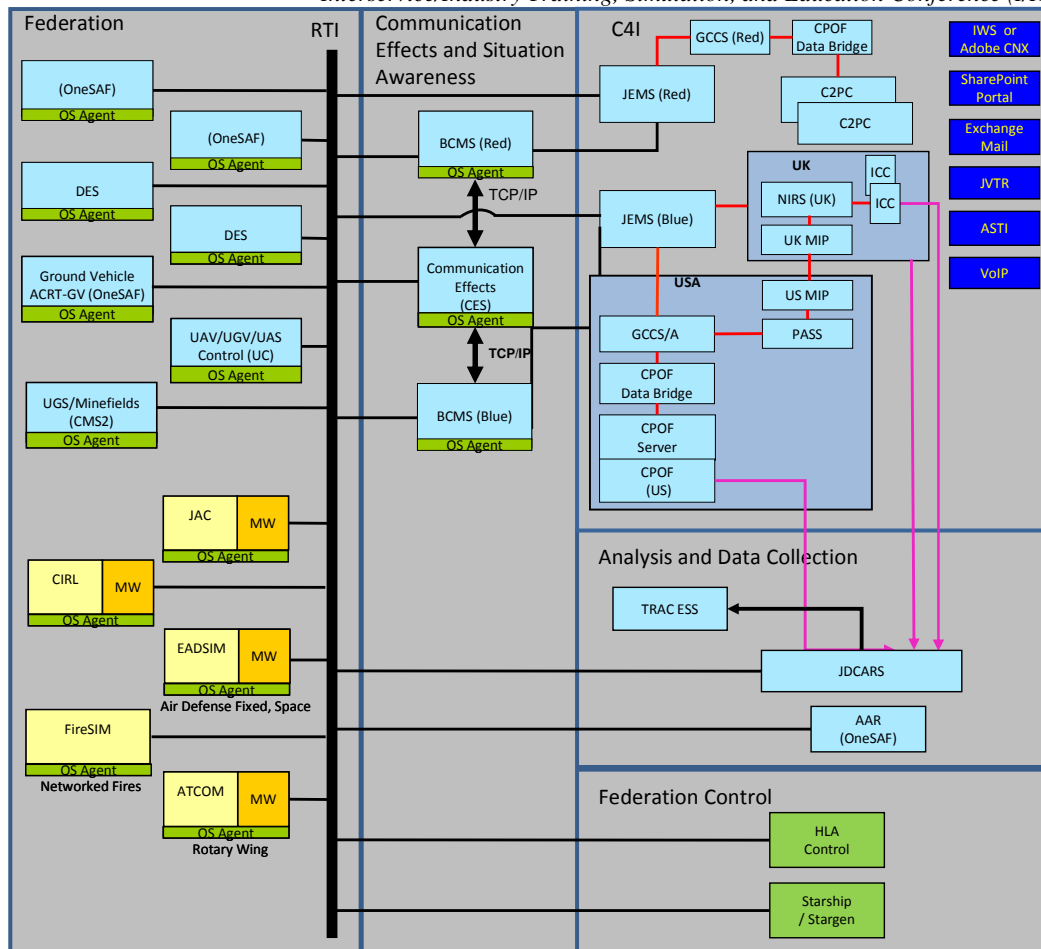 Interservice/Industry Training, Simulation, and Education Conference
Federation
RTI
(OneSAF)
OS Agent
(OneSAF)
OS Agent
DES
OS Agent
DES
OS Agent
Ground Vehicle
ACRT-GV (OneSAF)
OS Agent
UAV/UGV/UAS
Control (UC)
OS Agent
UGS/Minefields
(CMS2)
OS Agent
JAC
MW
OS Agent
CIRL
MW
OS Agent
EADSIM
MW
OS Agent
Air Defense Fixed, Space
FireSIM
OS Agent
Networked Fires
ATCOM
MW
OS Agent
Rotary Wing
Communication
Effects and Situation
Awareness
BCMS (Red)
OS Agent
TCP/IP
Communication
Effects
(CES)
OS Agent
TCP/IP
BCMS (Blue)
OS Agent
C4I
GCCS (Red)
CPOF
Data Bridge
JEMS (Red)
C2PC
C2PC
UK
ICC
ICC
NIRS (UK)
UK MIP
JEMS (Blue)
USA
US MIP
GCCS/A
PASS
CPOF
Data Bridge
CPOF
Server
CPOF
(US)
IWS or
Adobe CNX
SharePoint
Portal
Exchange
Mail
JVTR
ASTI
VoIP
Analysis and Data Collection
TRAC ESS
JDCARS
AAR
(OneSAF)
Federation Control
HLA
Control
Starship
/ Stargen